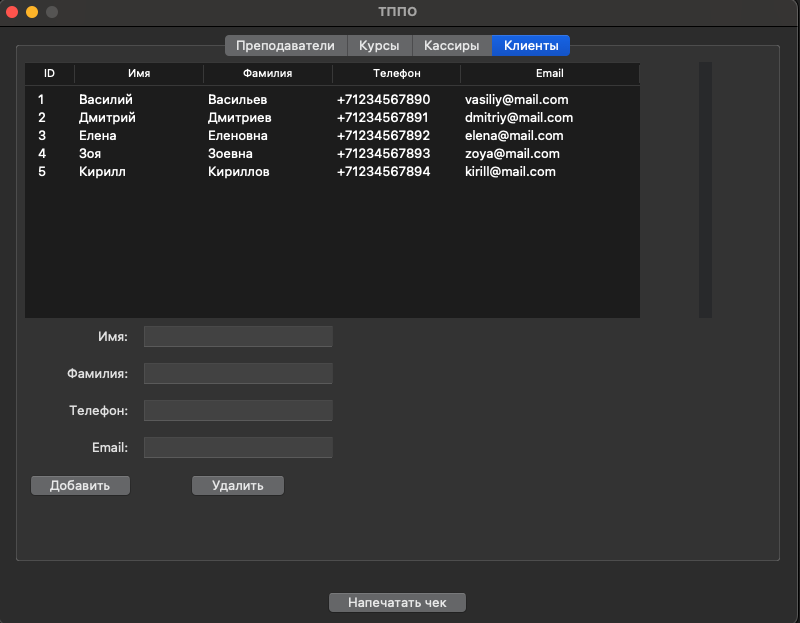 ТППО
Преподаватели Курсы Кассиры Клиенты
ID Имя Фамилия Телефон Email
1 Василий Васильев +71234567890 vasiliy@mail.com
2 Дмитрий Дмитриев +71234567891 dmitriy@mail.com
3 Елена Еленовна +71234567892 elena@mail.com
4 Зоя Зоевна +71234567893 zoya@mail.com
5 Кирилл Кириллов +71234567894 kirill@mail.com
Имя:
Фамилия:
Телефон:
Email:
Добавить Удалить
Напечатать чек